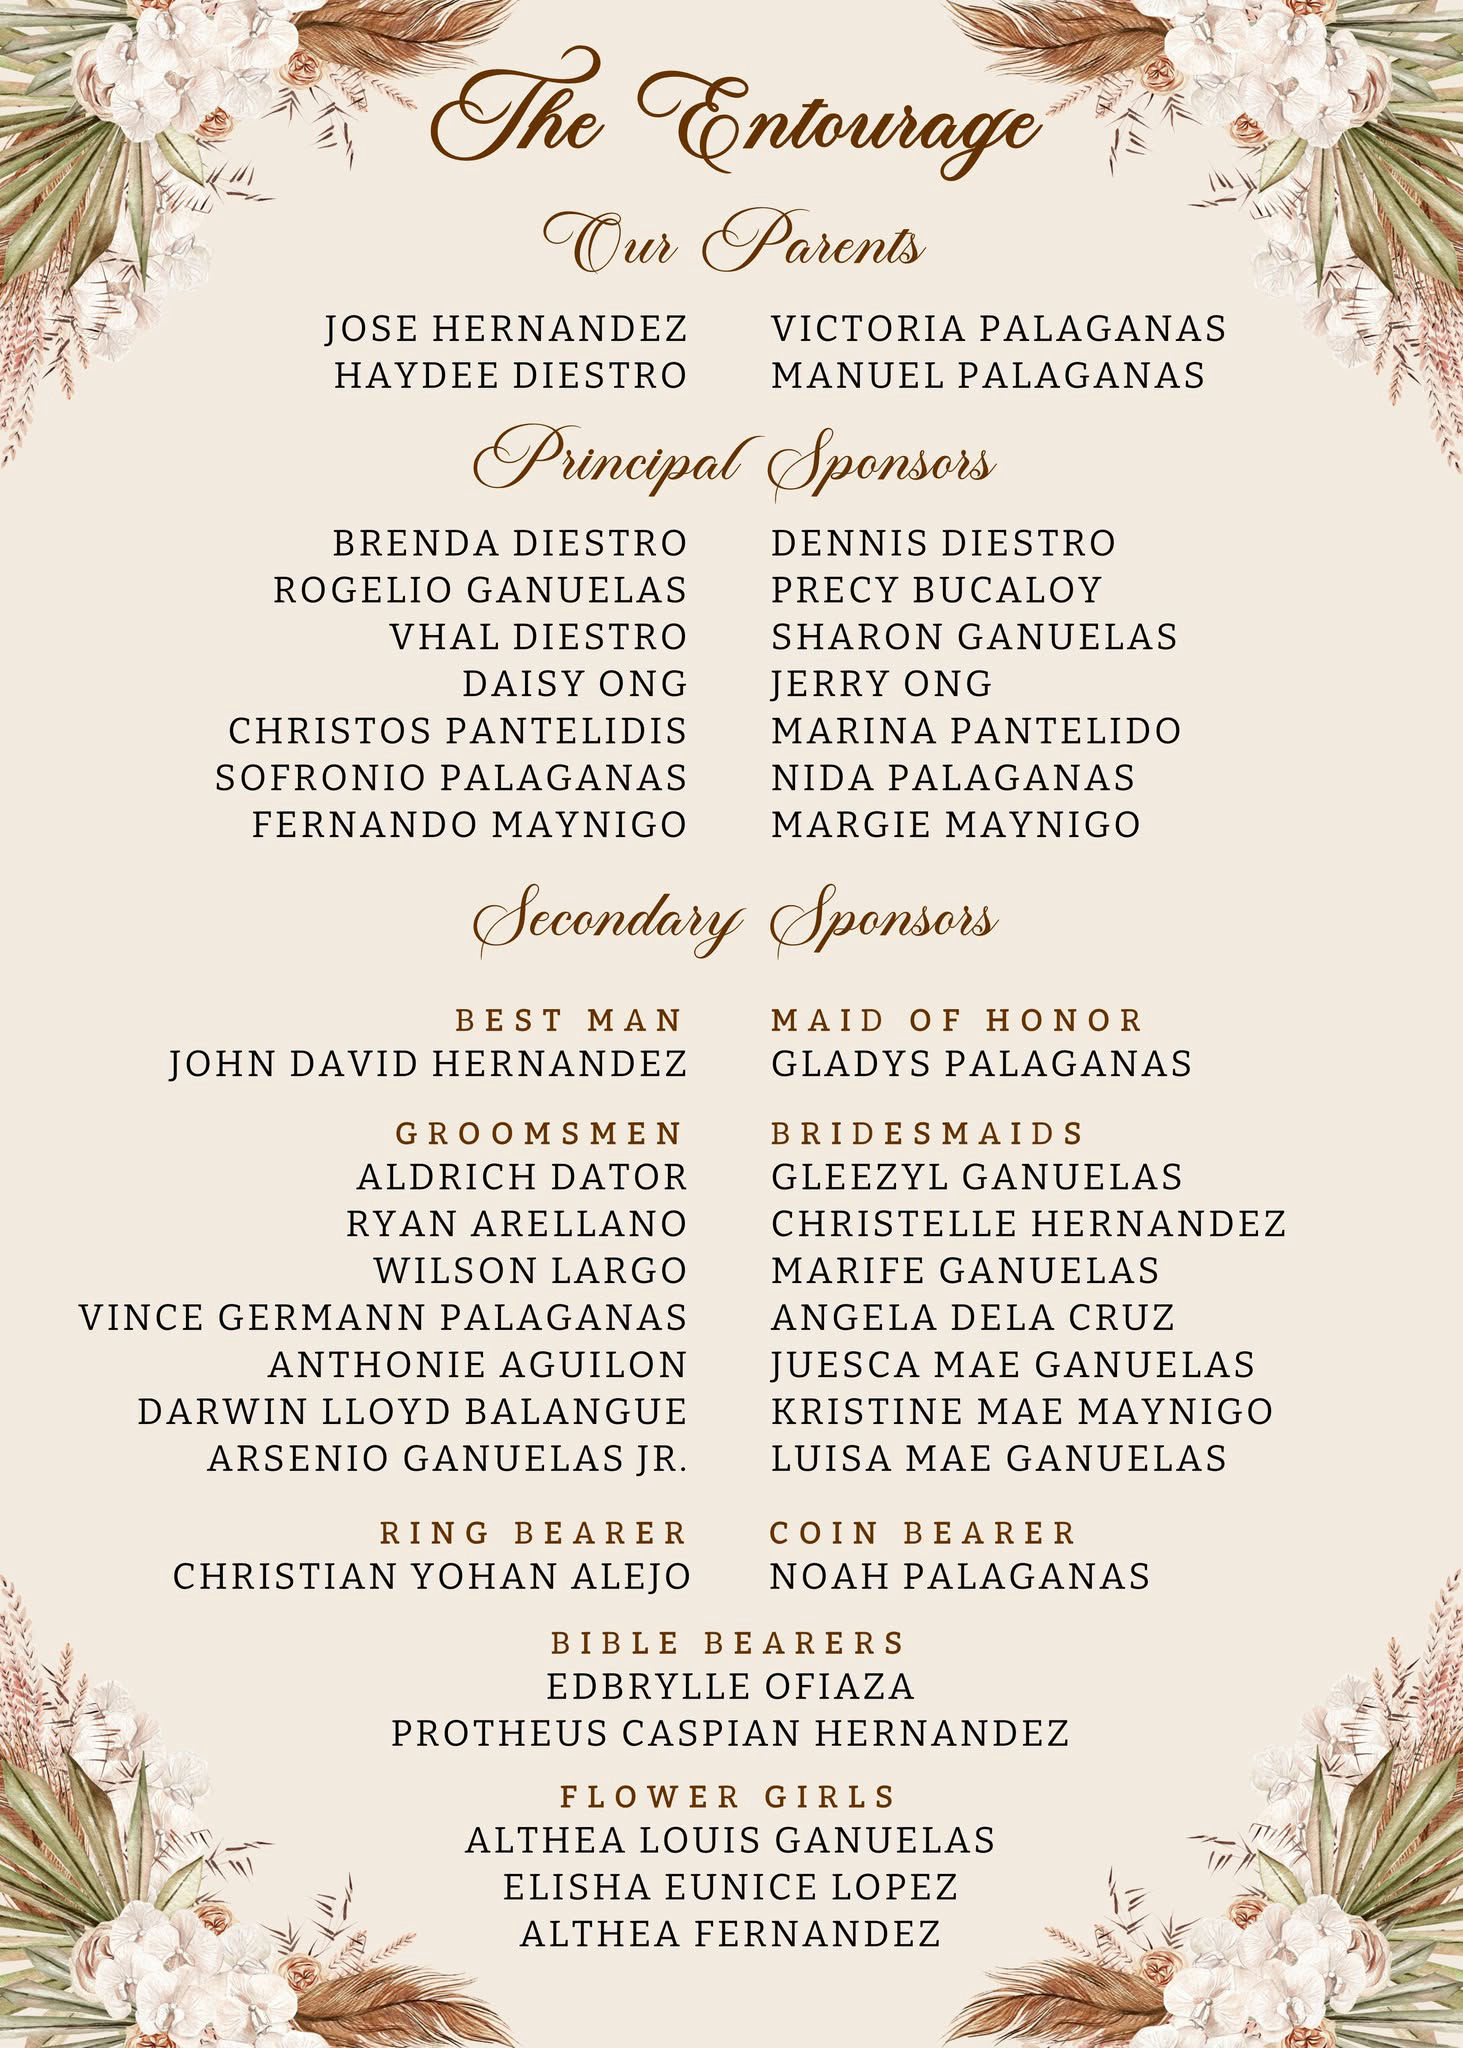 The Entourage
Our Parents
JOSE HERNANDEZ VICTORIA PALAGANAS
HAYDEE DIESTRO MANUEL PALAGANAS
Principal Sponsors
BRENDA DIESTRO DENNIS DIESTRO
ROGELIO GANUELAS PRECY BUCALOY
VHAL DIESTRO SHARON GANUELAS
DAISY ONG JERRY ONG
CHRISTOS PANTELIDIS MARINA PANTELIDO
SOFRONIO PALAGANAS NIDA PALAGANAS
FERNANDO MAYNIGO MARGIE MAYNIGO
Secondary Sponsors
BEST MAN MAID OF HONOR
JOHN DAVID HERNANDEZ GLADYS PALAGANAS
GROOMSMEN BRIDESMAIDS
ALDRICH DATOR GLEEZYL GANUELAS
RYAN ARELLANO CHRISTELLE HERNANDEZ
WILSON LARGO MARIFE GANUELAS
VINCE GERMANN PALAGANAS ANGELA DELA CRUZ
ANTHONIE AGUILON JUESCA MAE GANUELAS
DARWIN LLOYD BALANGUE KRISTINE MAE MAYNIGO
ARSENIO GANUELAS JR. LUISA MAE GANUELAS
RING BEARER COIN BEARER
CHRISTIAN YOHAN ALEJO NOAH PALAGANAS
BIBLE BEARERS
EDBRYLLE OFIAZA
PROTHEUS CASPIAN HERNANDEZ
FLOWER GIRLS
ALTHEA LOUIS GANUELAS
ELISHA EUNICE LOPEZ
ALTHEA FERNANDEZ